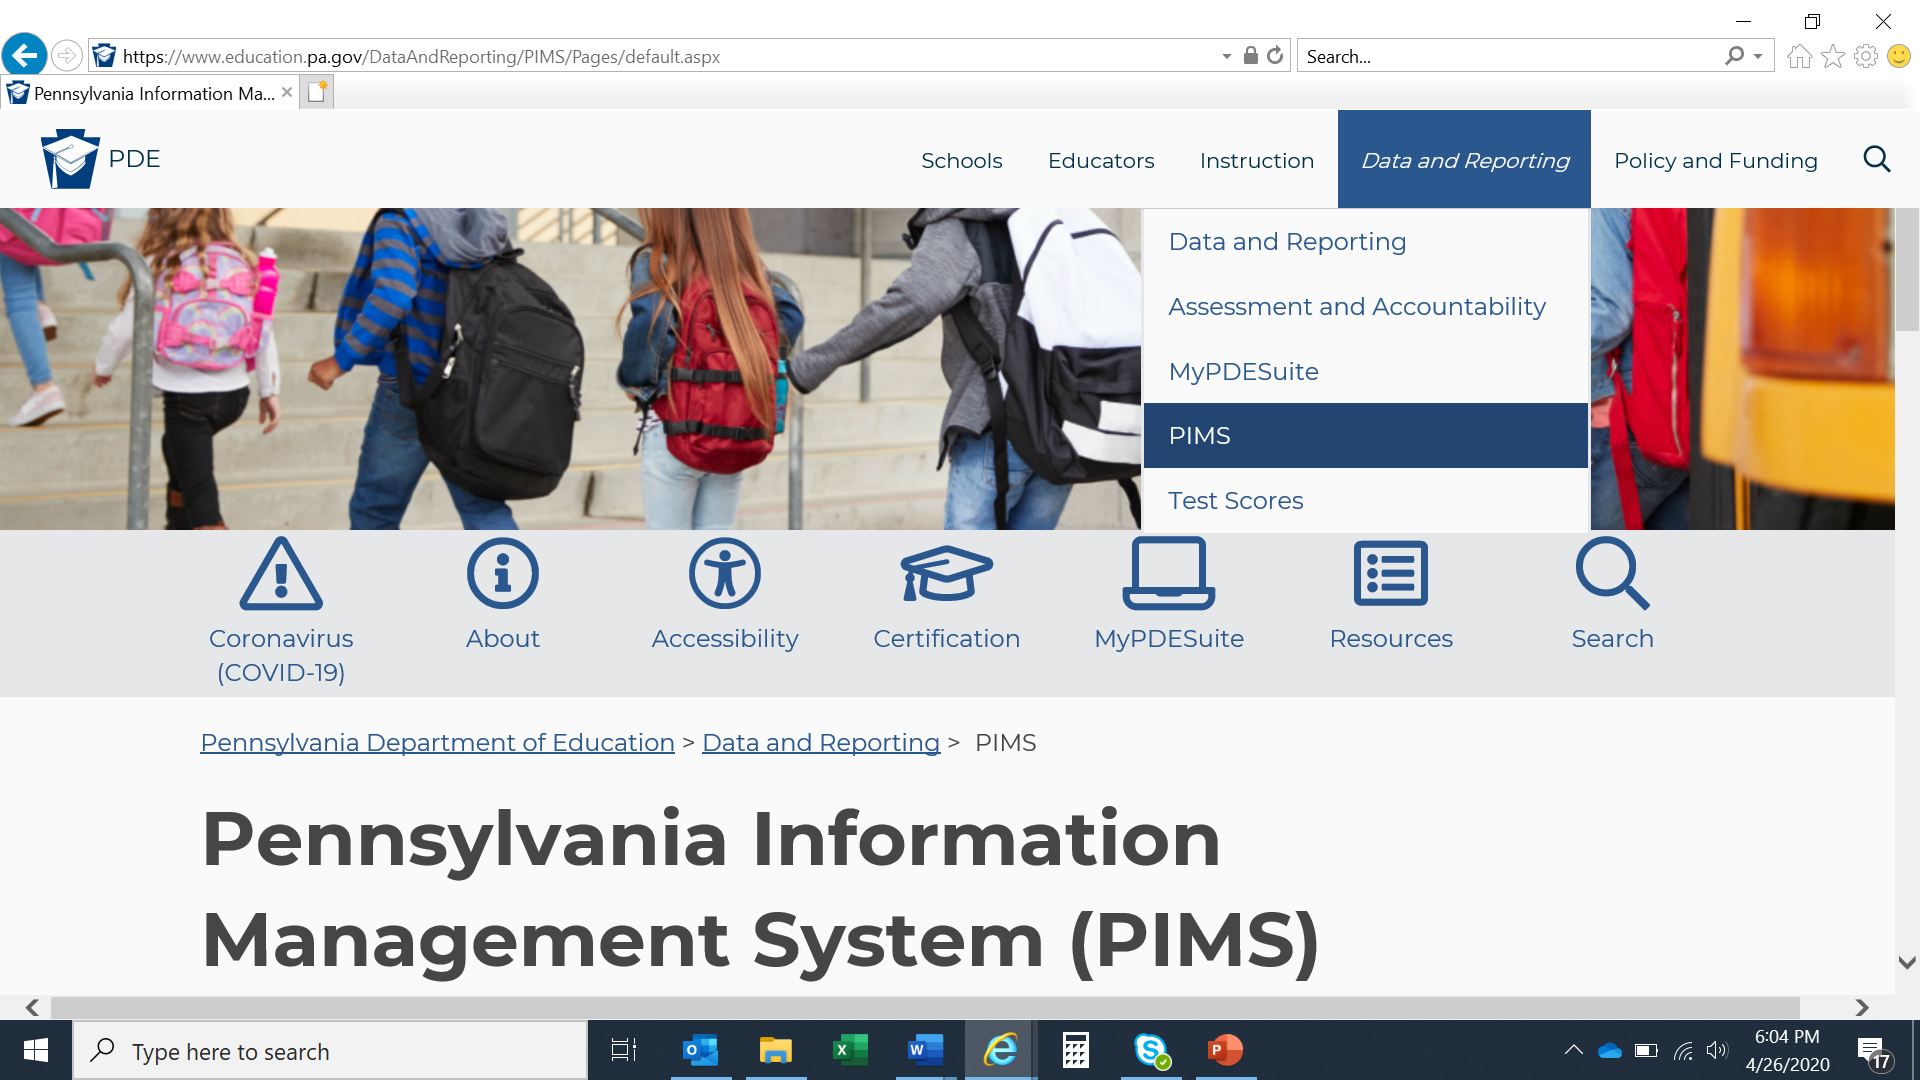 https://www.education.pa.gov/DataAndReporting/PIMS/Pages/default.aspx
Search...
Pennsylvania Information Ma...
PDE
Schools
Educators
Instruction
Data and Reporting
Policy and Funding
Data and Reporting
Assessment and Accountability
MyPDESuite
PIMS
Test Scores
Coronavirus
(COVID-19)
About
Accessibility
Certification
MyPDESuite
Resources
Search
Pennsylvania Department of Education > Data and Reporting > PIMS
Pennsylvania Information
Management System (PIMS)
Type here to search
6:04 PM
4/26/2020
17